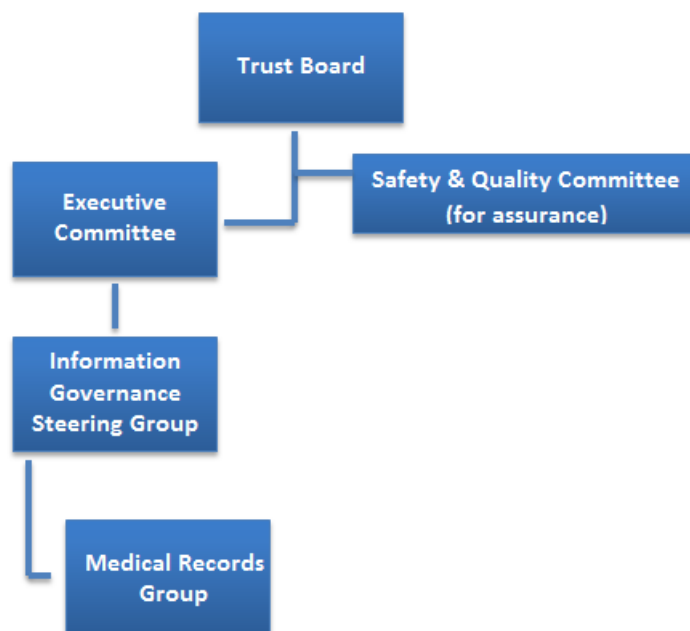 Trust Board
Safety & Quality Committee
(for assurance)
Executive
Committee
Information
Governance
Steering Group
Medical Records
Group